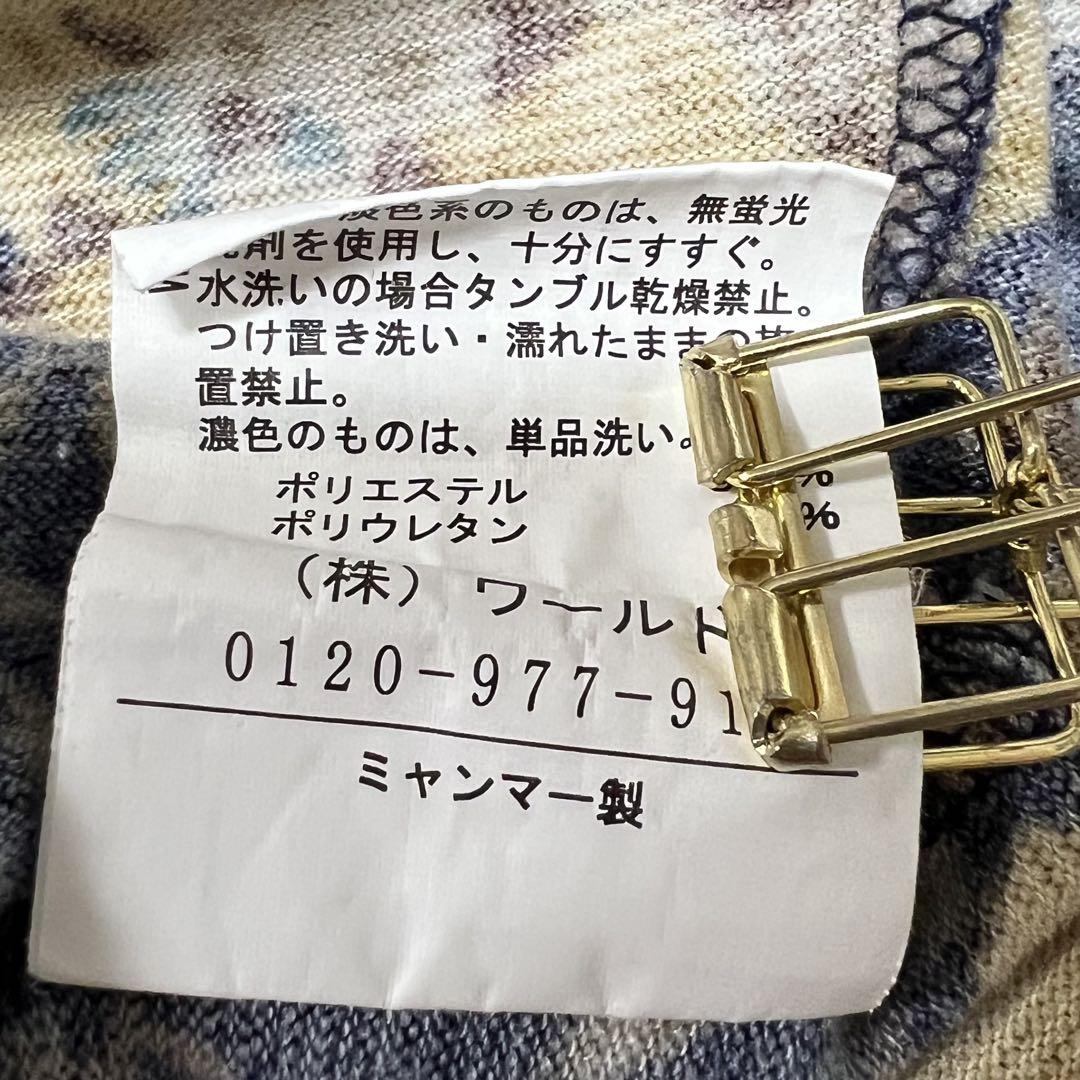 淡色系のものは、無蛍光
剤を使用し、十分にすすぐ。
水洗いの場合タンブル乾燥禁止。
つけ置き洗い・濡れたままの
置禁止。
濃色のものは、単品洗い。
ポリエステル %
ポリウレタン %
（株）ワールド
0120-977-91
ミャンマー製